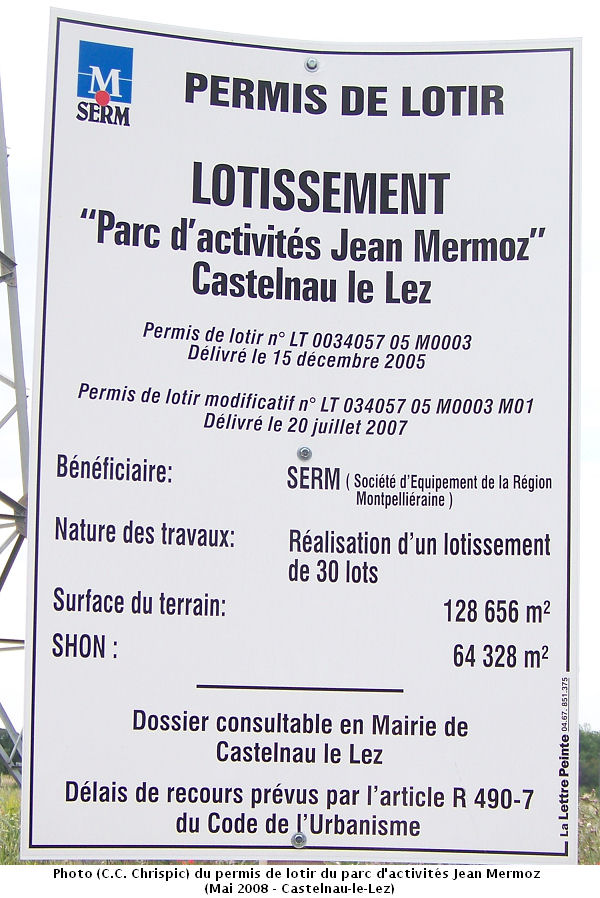 M
SERM
PERMIS DE LOTIR
LOTISSEMENT
“Parc d’activités Jean Mermoz”
Castelnau le Lez
Permis de lotir n° LT 0034057 05 M0003
Délivré le 15 décembre 2005
Permis de lotir modificatif n° LT 034057 05 M0003 M01
Délivré le 20 juillet 2007
Bénéficiaire: SERM ( Société d’Equipement de la Région
Montpelliéraine )
Nature des travaux: Réalisation d’un lotissement
de 30 lots
Surface du terrain: 128 656 m²
SHON : 64 328 m²
Dossier consultable en Mairie de
Castelnau le Lez
Délais de recours prévus par l’article R 490-7
du Code de l’Urbanisme
La Lettre Peinte 04.67. 851.375
Photo (C.C. Chrispic) du permis de lotir du parc d'activités Jean Mermoz
(Mai 2008 - Castelnau-le-Lez)